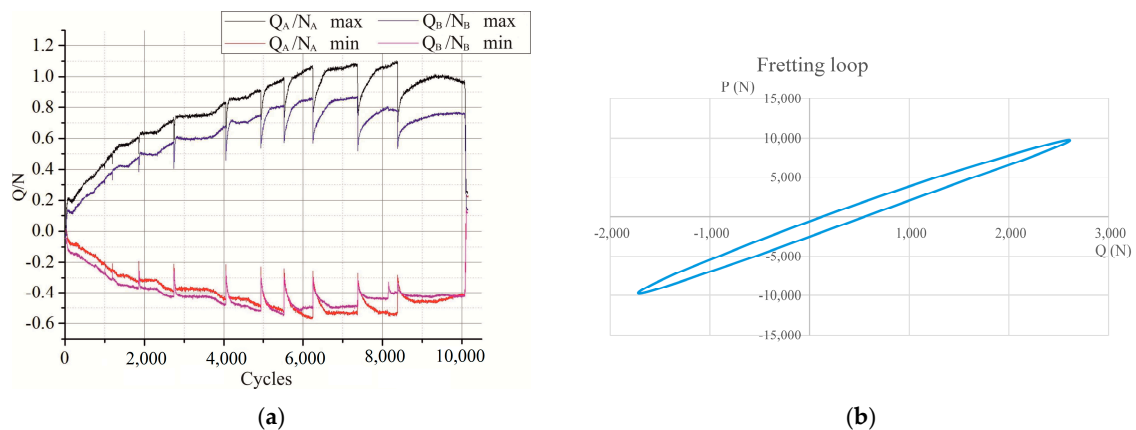 Q_A/N_A max Q_B/N_B max
Q_A/N_A min Q_B/N_B min
1.2
1.0
0.8
0.6
0.4
0.2
0.0
-0.2
-0.4
-0.6
Q/N
0 2,000 4,000 6,000 8,000 10,000
Cycles
(a)
Fretting loop
P (N)
15,000
10,000
5,000
-2,000 -1,000 1,000 2,000 3,000
Q (N)
-5,000
-10,000
-15,000
(b)